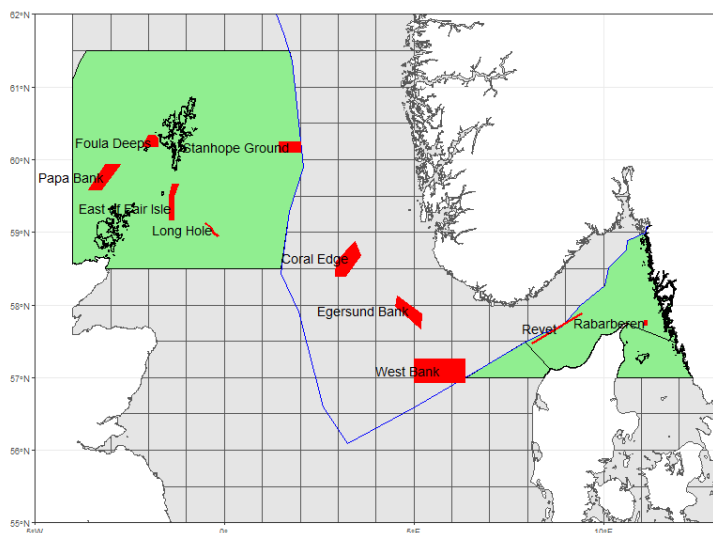 62°N
61°N
Foula Deeps
Stanhope Ground
60°N
Papa Bank
East of Fair Isle
Long Hole
59°N
Coral Edge
58°N
Egersund Bank
Revet
Rabarberen
West Bank
57°N
56°N
55°N
5°W
0°
5°E
10°E